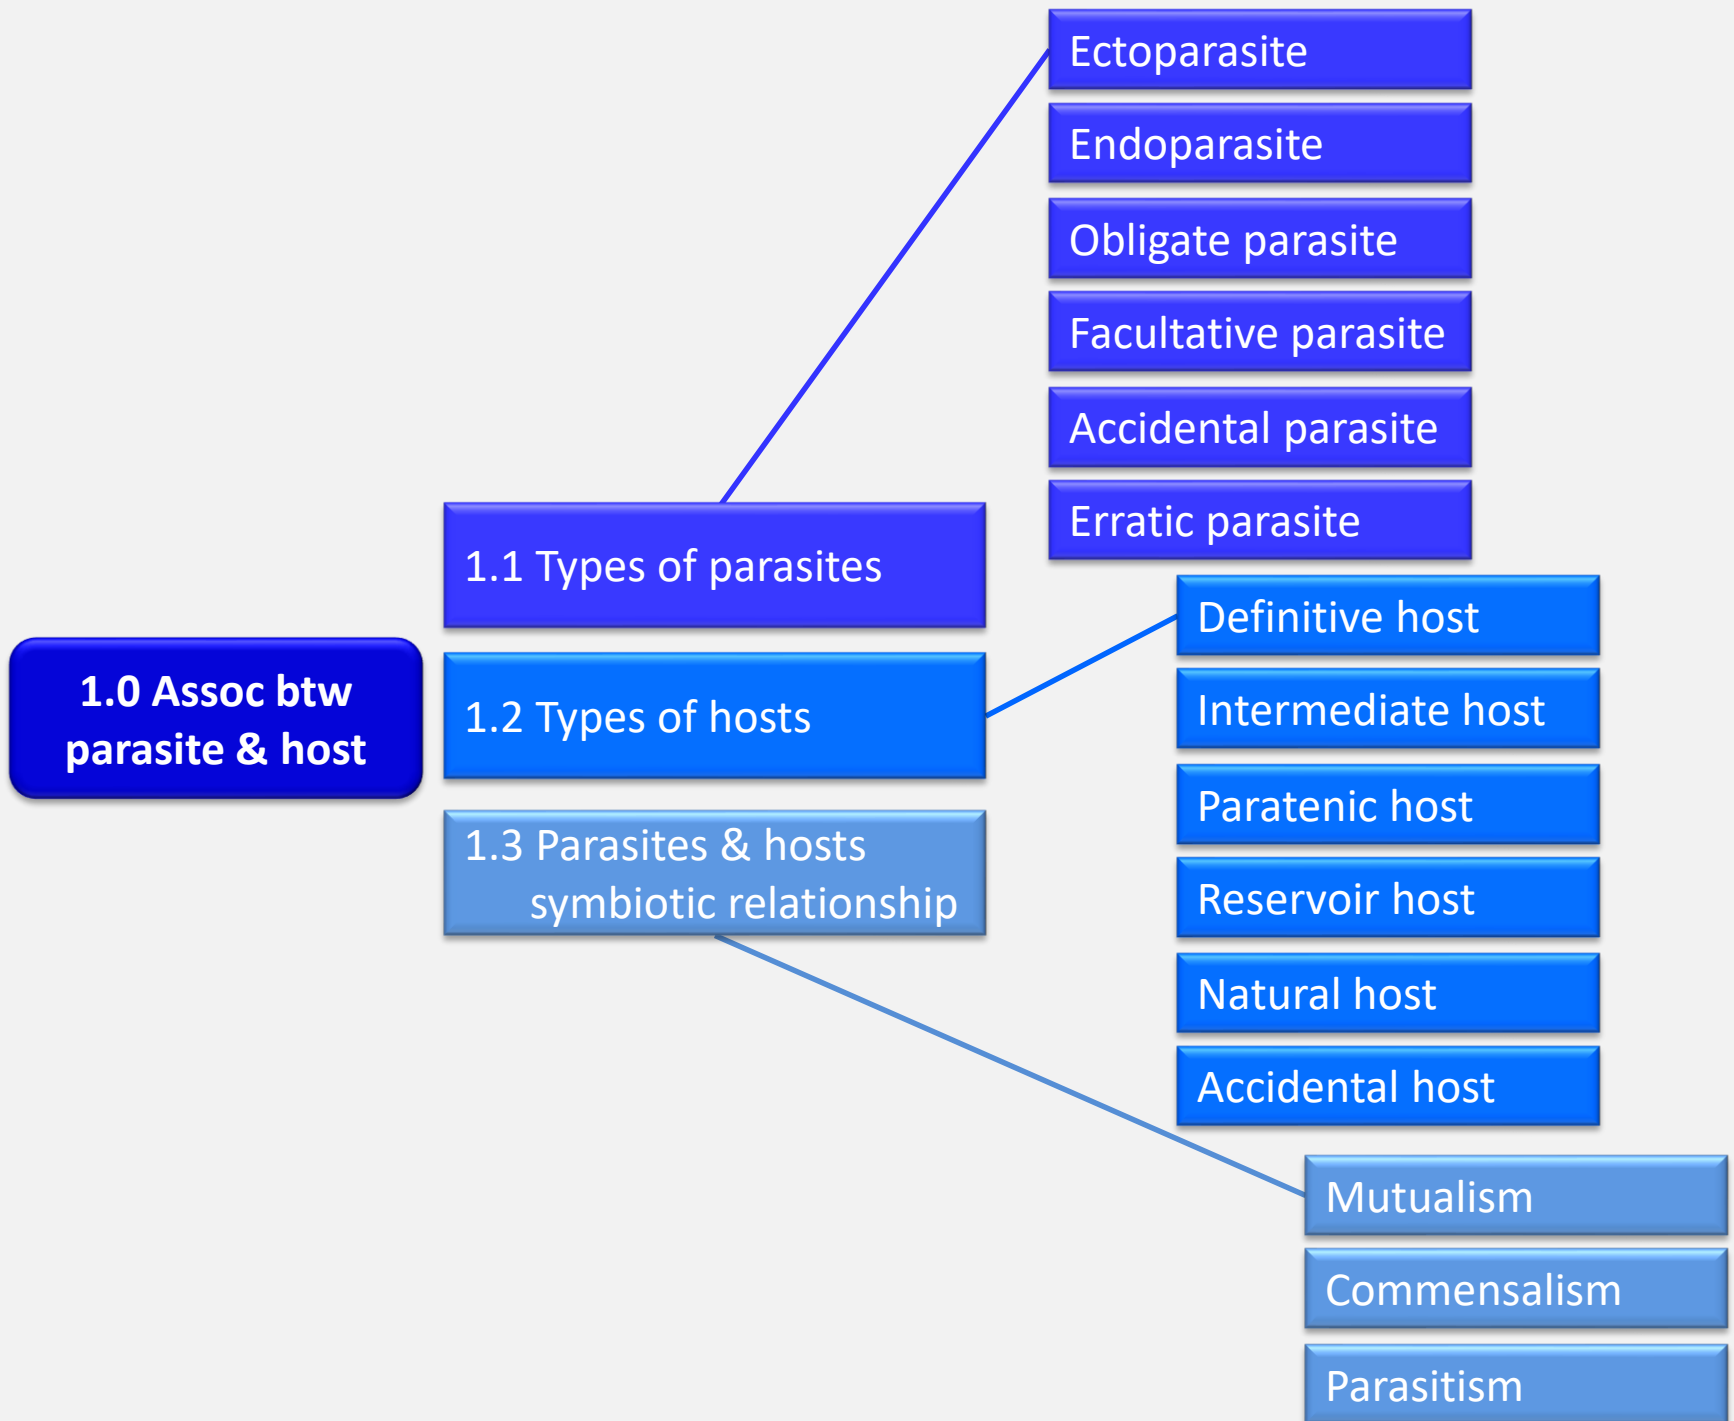 1.0 Assoc btw
parasite & host
1.1 Types of parasites
Ectoparasite
Endoparasite
Obligate parasite
Facultative parasite
Accidental parasite
Erratic parasite
1.2 Types of hosts
Definitive host
Intermediate host
Paratenic host
Reservoir host
Natural host
Accidental host
1.3 Parasites & hosts
symbiotic relationship
Mutualism
Commensalism
Parasitism